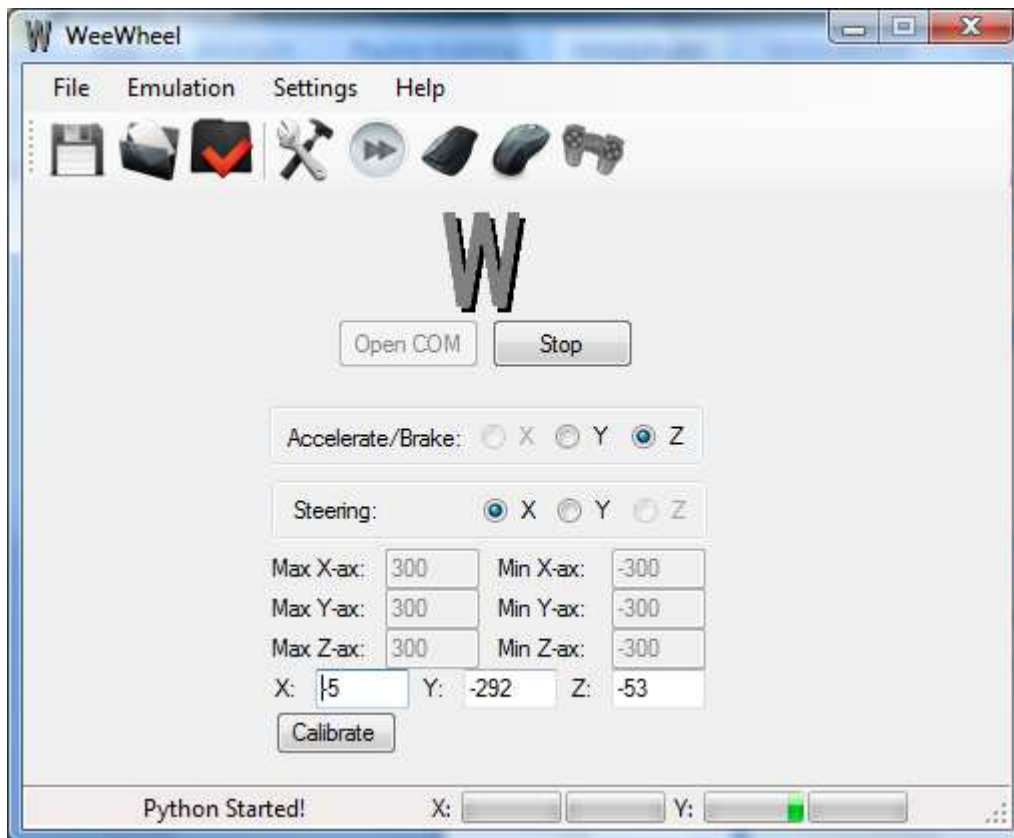 W WeeWheel
File Emulation Settings Help
W
Open COM Stop
Accelerate/Brake: X Y Z
Steering: X Y Z
Max X-ax: 300 Min X-ax: -300
Max Y-ax: 300 Min Y-ax: -300
Max Z-ax: 300 Min Z-ax: -300
X: -5 Y: -292 Z: -53
Calibrate
Python Started! X: Y: